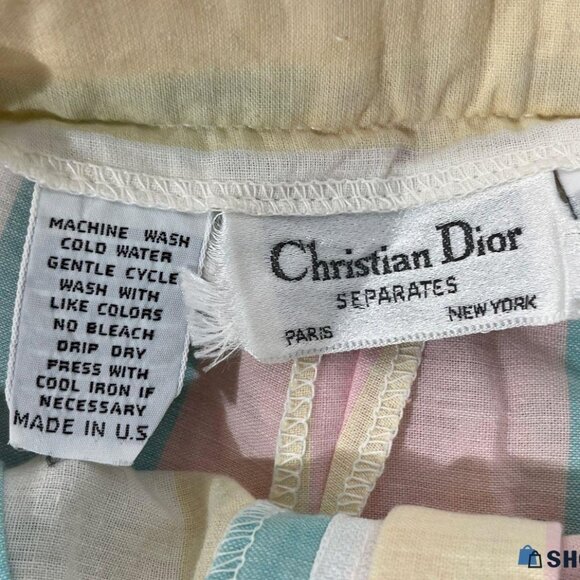 MACHINE WASH
COLD WATER
GENTLE CYCLE
WASH WITH
LIKE COLORS
NO BLEACH
DRIP DRY
PRESS WITH
COOL IRON IF
NECESSARY
MADE IN U.S
Christian Dior
SEPARATES
PARIS NEW YORK
SHO